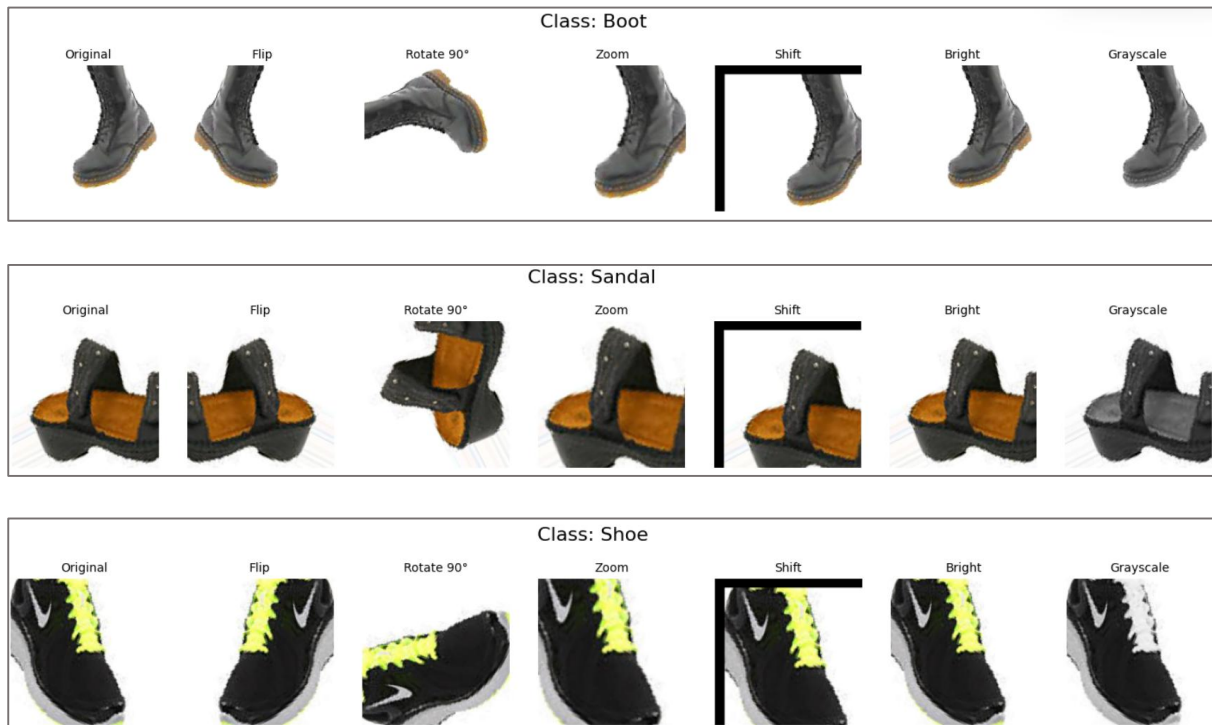 Class: Boot
Original Flip Rotate 90° Zoom Shift Bright Grayscale
Class: Sandal
Original Flip Rotate 90° Zoom Shift Bright Grayscale
Class: Shoe
Original Flip Rotate 90° Zoom Shift Bright Grayscale